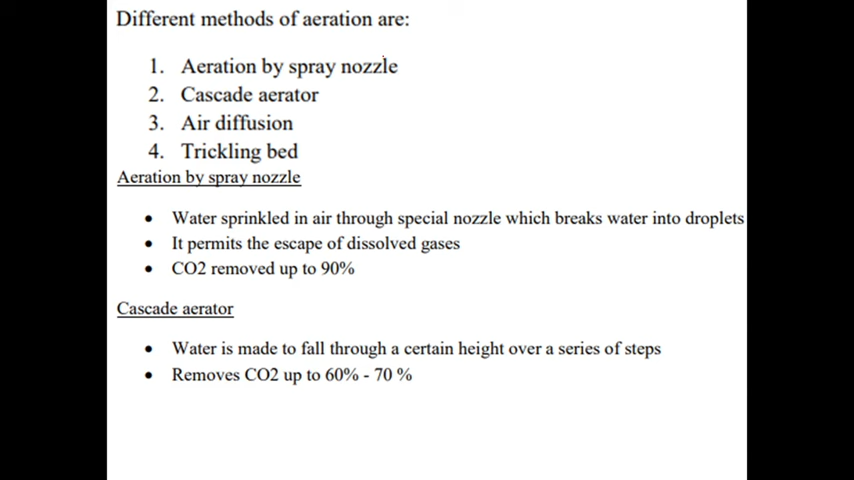 Different methods of aeration are:
1. Aeration by spray nozzle
2. Cascade aerator
3. Air diffusion
4. Trickling bed
Aeration by spray nozzle
• Water sprinkled in air through special nozzle which breaks water into droplets
• It permits the escape of dissolved gases
• CO2 removed up to 90%
Cascade aerator
• Water is made to fall through a certain height over a series of steps
• Removes CO2 up to 60% - 70 %